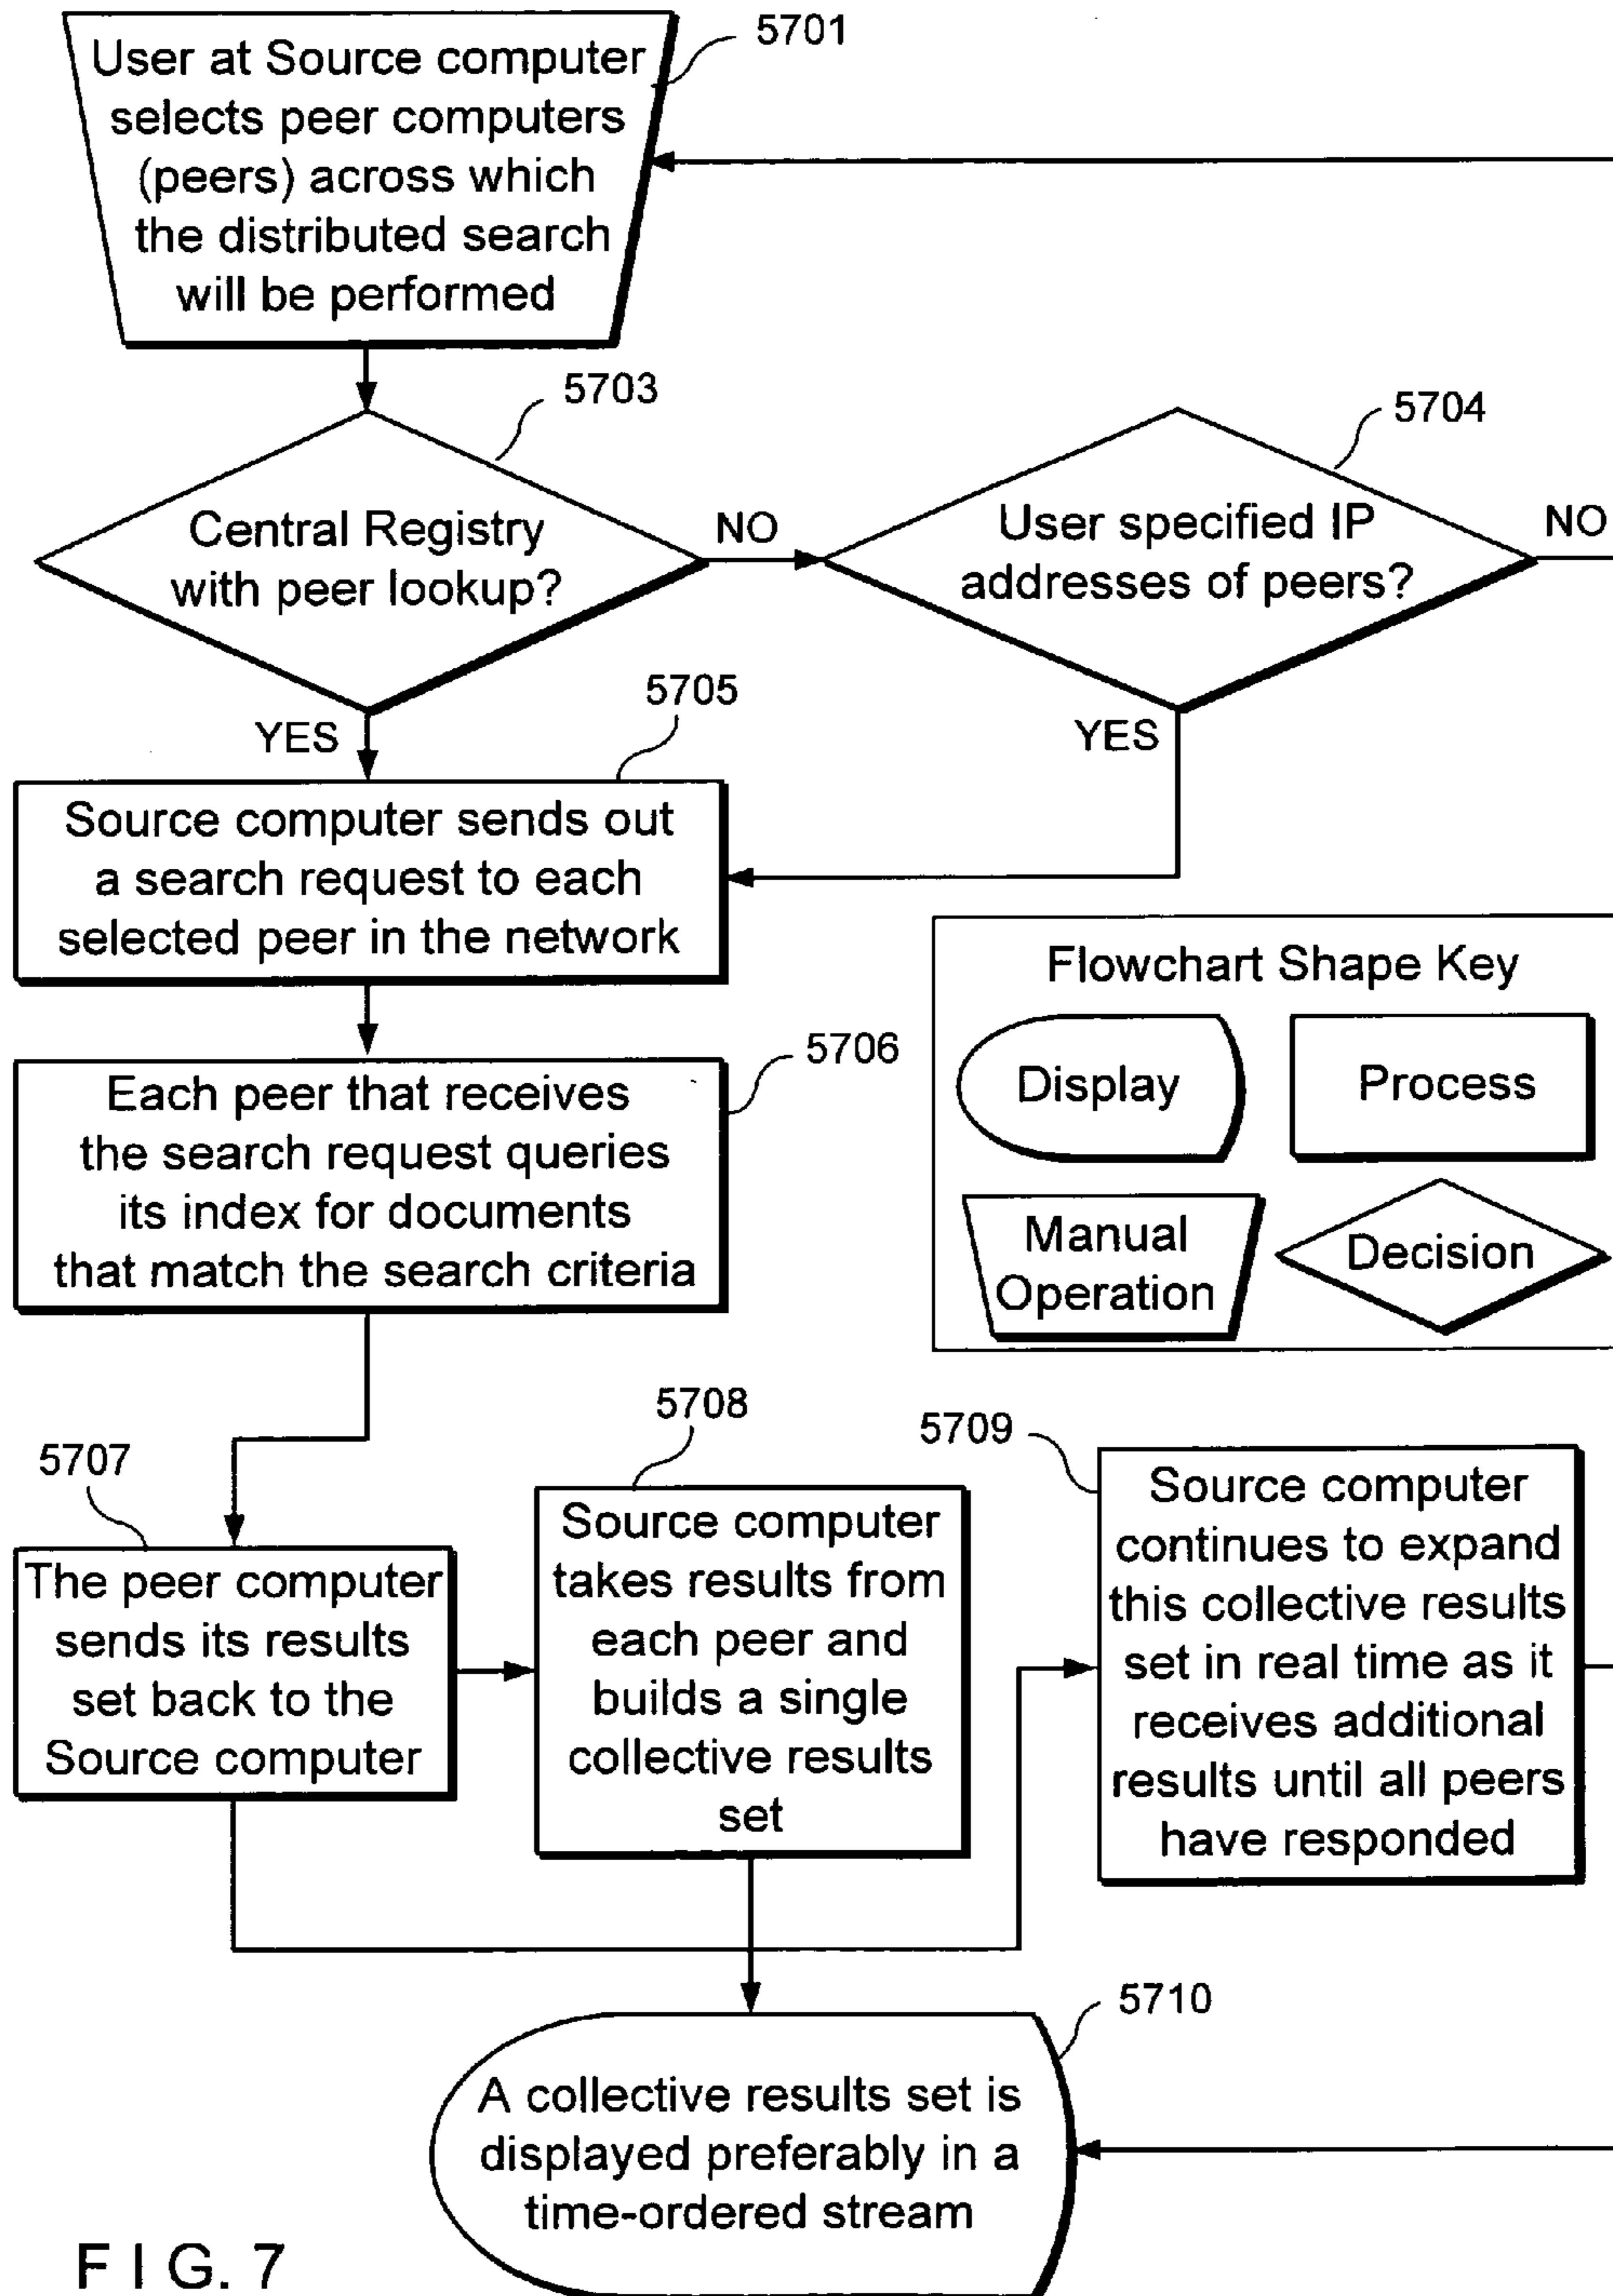 5701
User at Source computer
selects peer computers
(peers) across which
the distributed search
will be performed
5703
Central Registry
with peer lookup?
NO
5704
User specified IP
addresses of peers?
NO
YES
YES
5705
Source computer sends out
a search request to each
selected peer in the network
5706
Each peer that receives
the search request queries
its index for documents
that match the search criteria
Flowchart Shape Key
Display
Process
Manual
Operation
Decision
5707
The peer computer
sends its results
set back to the
Source computer
5708
Source computer
takes results from
each peer and
builds a single
collective results
set
5709
Source computer
continues to expand
this collective results
set in real time as it
receives additional
results until all peers
have responded
5710
A collective results set is
displayed preferably in a
time-ordered stream
F I G. 7